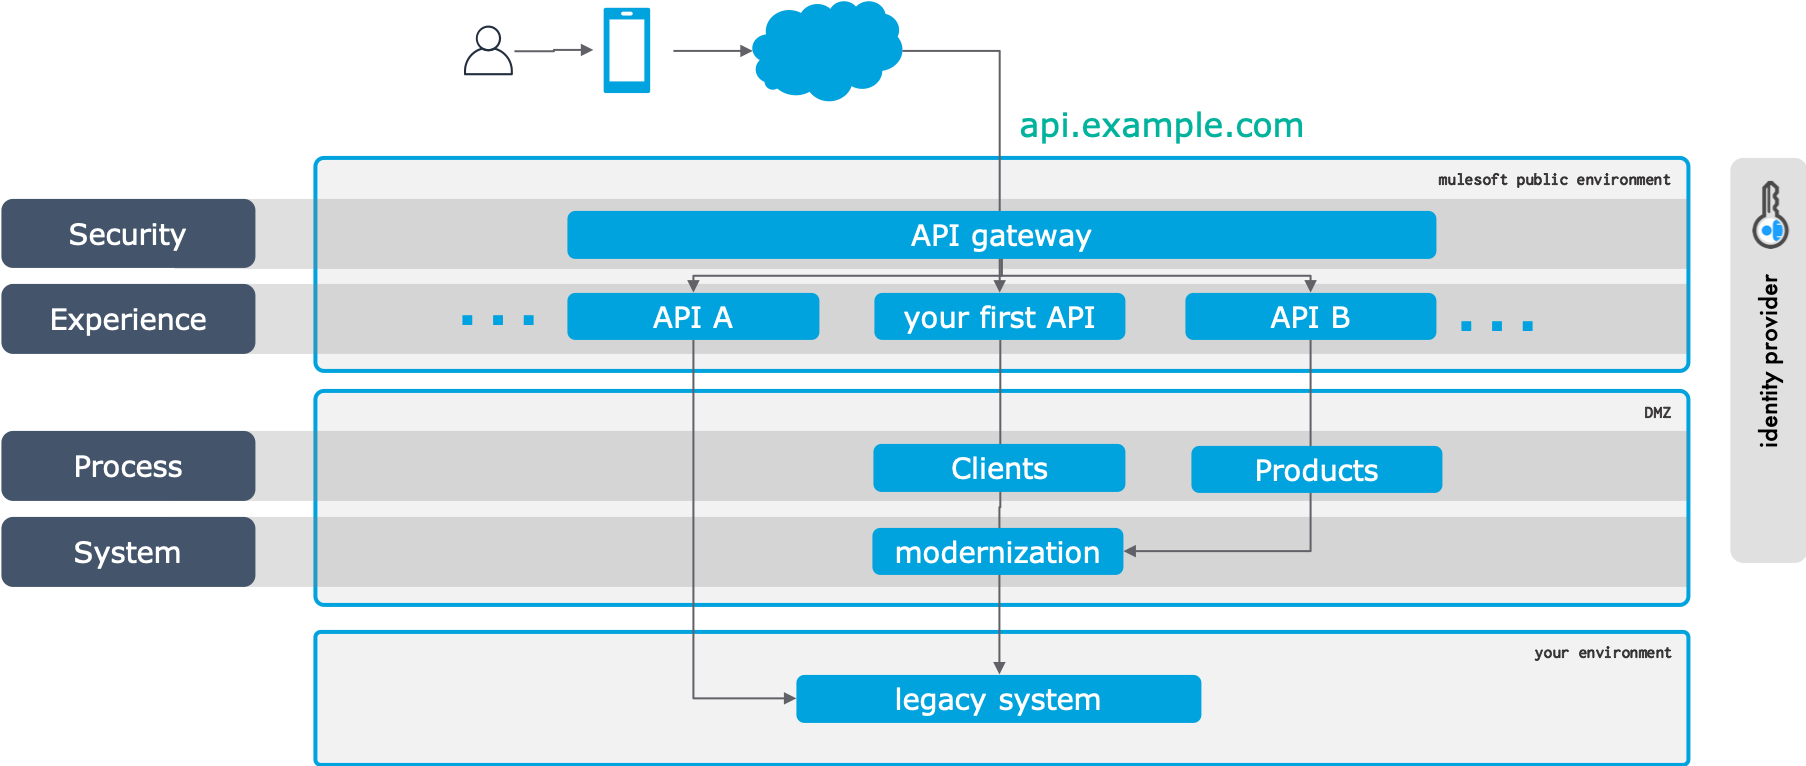 api.example.com
mulesoft public environment
Security
API gateway
Experience
API A
your first API
API B
identity provider
DMZ
Process
Clients
Products
System
modernization
your environment
legacy system